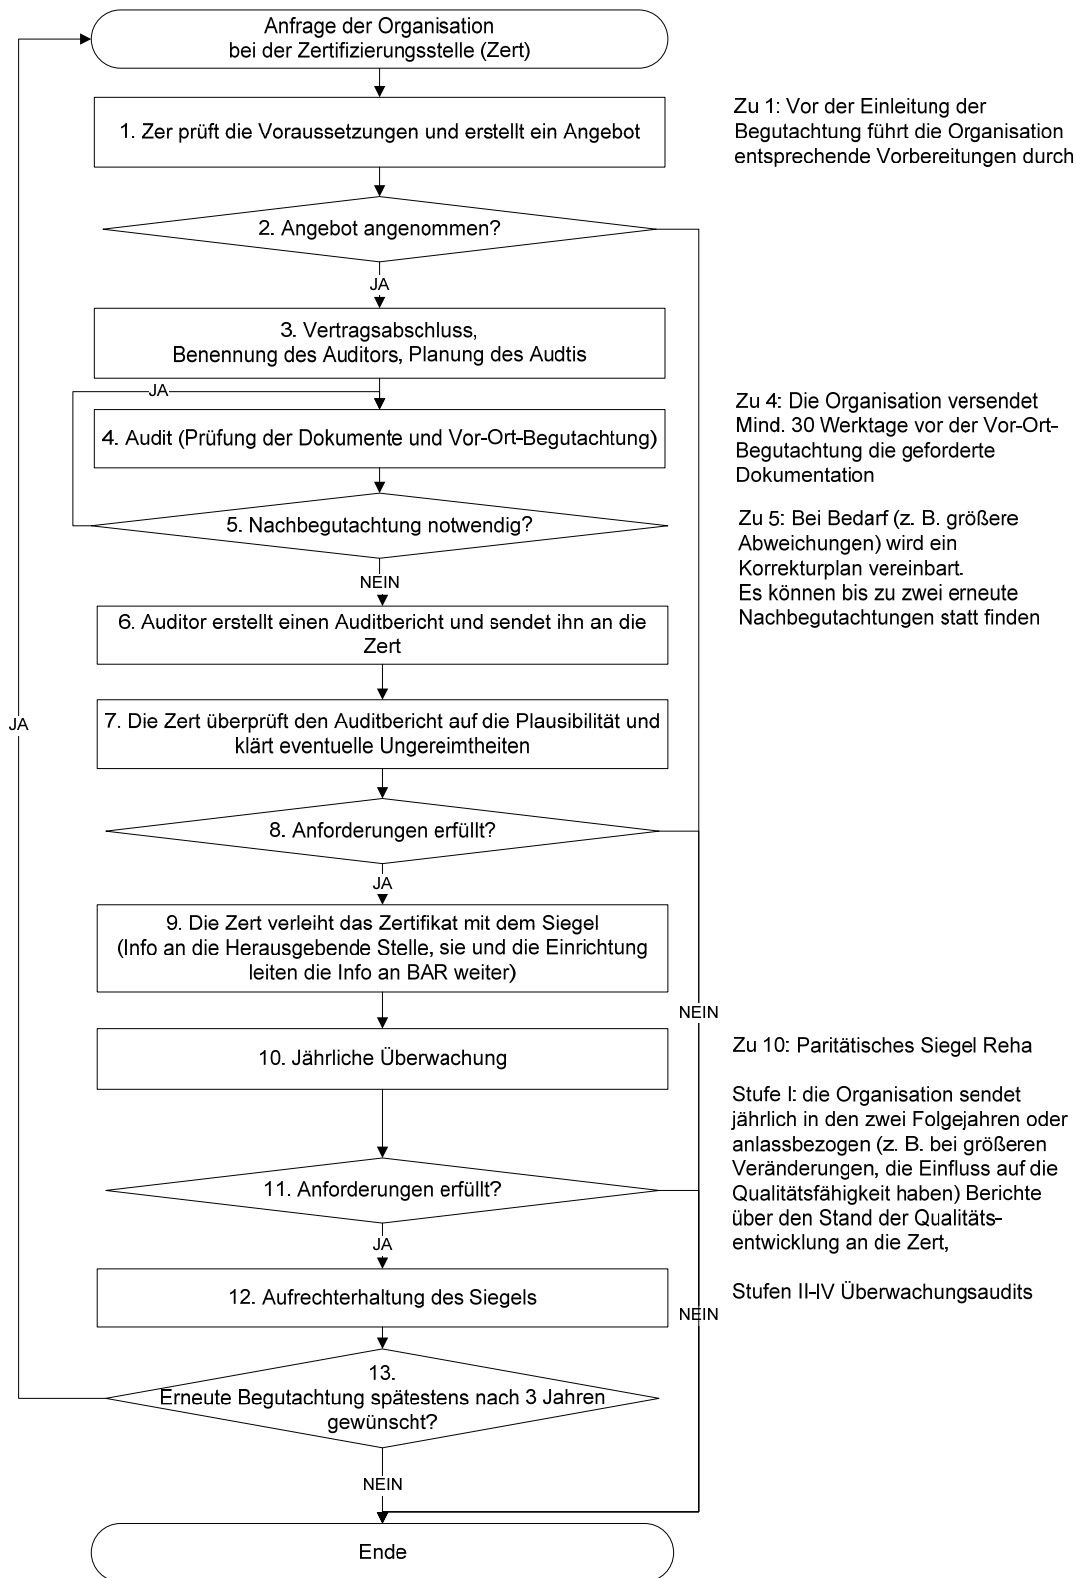 Anfrage der Organisation
bei der Zertifizierungsstelle (Zert)
1. Zer prüft die Voraussetzungen und erstellt ein Angebot
Zu 1: Vor der Einleitung der
Begutachtung führt die Organisation
entsprechende Vorbereitungen durch
2. Angebot angenommen?
JA
3. Vertragsabschluss,
Benennung des Auditors, Planung des Audtis
JA
4. Audit (Prüfung der Dokumente und Vor-Ort-Begutachtung)
Zu 4: Die Organisation versendet
Mind. 30 Werktage vor der Vor-Ort-
Begutachtung die geforderte
Dokumentation
5. Nachbegutachtung notwendig?
Zu 5: Bei Bedarf (z. B. größere
Abweichungen) wird ein
Korrekturplan vereinbart.
Es können bis zu zwei erneute
Nachbegutachtungen statt finden
NEIN
6. Auditor erstellt einen Auditbericht und sendet ihn an die
Zert
7. Die Zert überprüft den Auditbericht auf die Plausibilität und
klärt eventuelle Ungereimtheiten
JA
8. Anforderungen erfüllt?
JA
9. Die Zert verleiht das Zertifikat mit dem Siegel
(Info an die Herausgebende Stelle, sie und die Einrichtung
leiten die Info an BAR weiter)
NEIN
10. Jährliche Überwachung
Zu 10: Paritätisches Siegel Reha
Stufe I: die Organisation sendet
jährlich in den zwei Folgejahren oder
anlassbezogen (z. B. bei größeren
Veränderungen, die Einfluss auf die
Qualitätsfähigkeit haben) Berichte
über den Stand der Qualitäts-
entwicklung an die Zert,
Stufen II-IV Überwachungsaudits
11. Anforderungen erfüllt?
JA
12. Aufrechterhaltung des Siegels
NEIN
13.
Erneute Begutachtung spätestens nach 3 Jahren
gewünscht?
NEIN
Ende